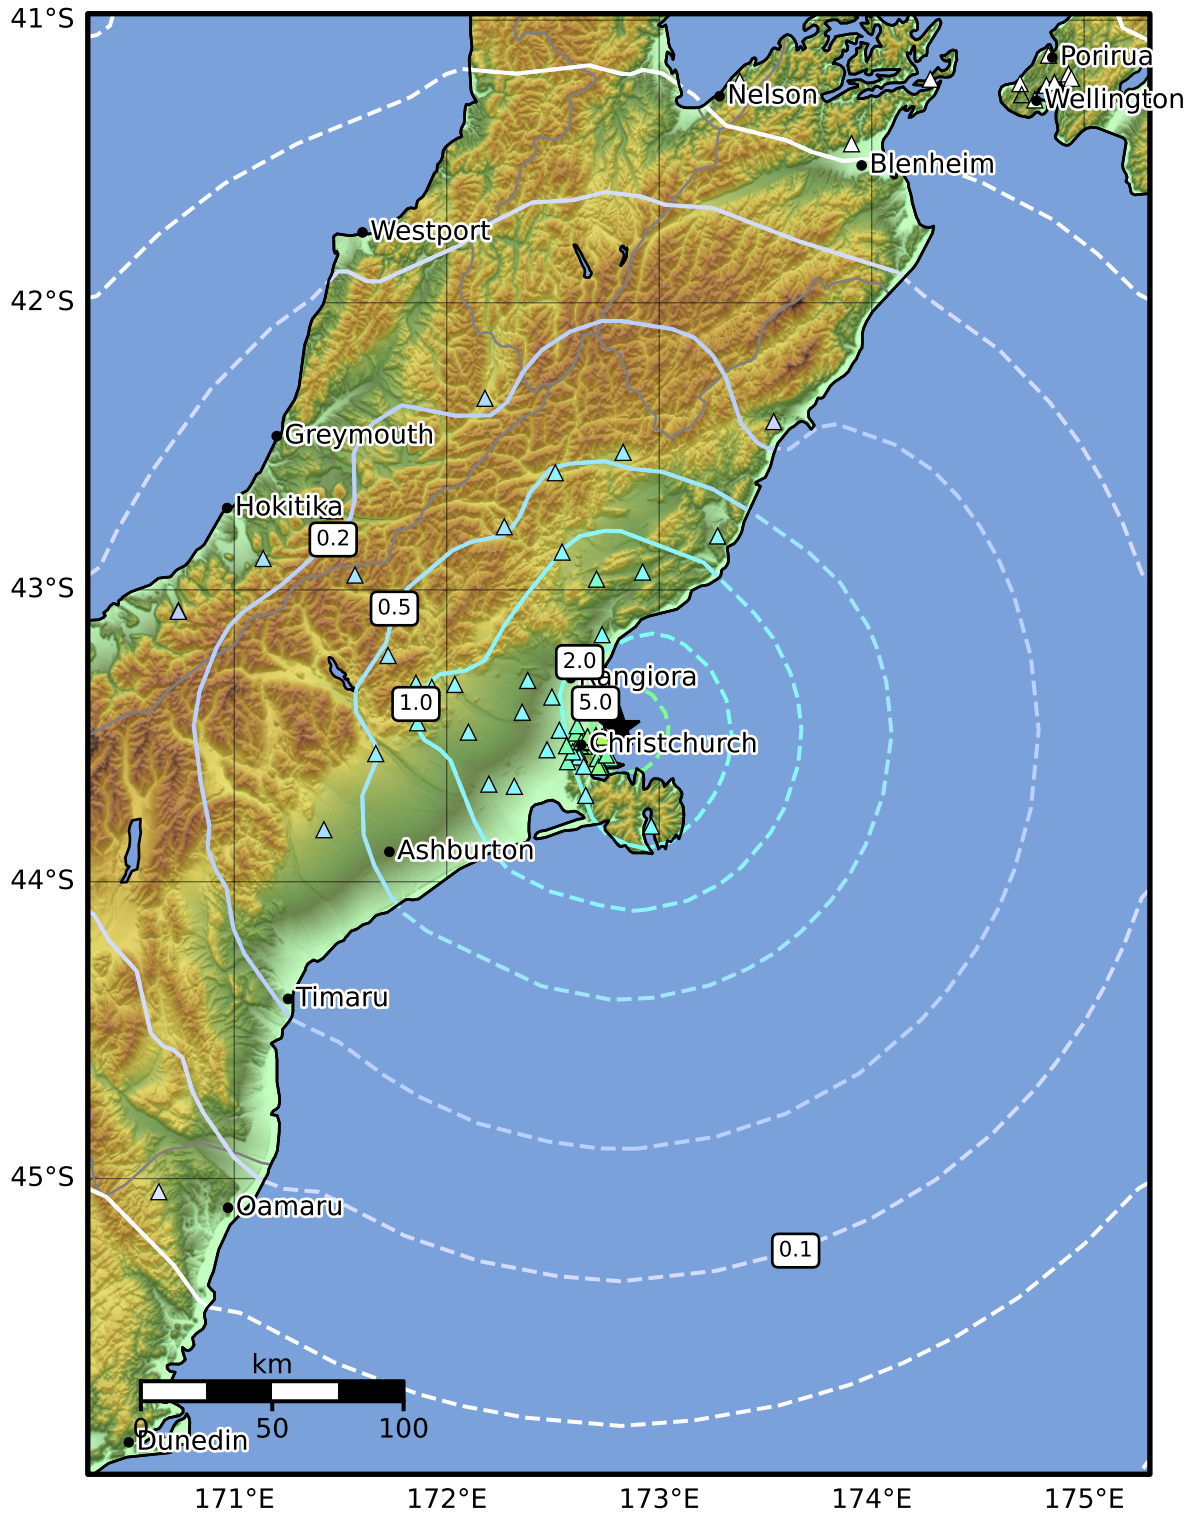 41°S
Porirua
Nelson
Wellington
Blenheim
Westport
42°S
Greymouth
Hokitika
0.2
43°S
0.5
2.0
angiora
1.0
5.0
Christchurch
Ashburton
44°S
Timaru
45°S
Oamaru
0.1
km
0 50 100
Dunedin
171°E 172°E 173°E 174°E 175°E